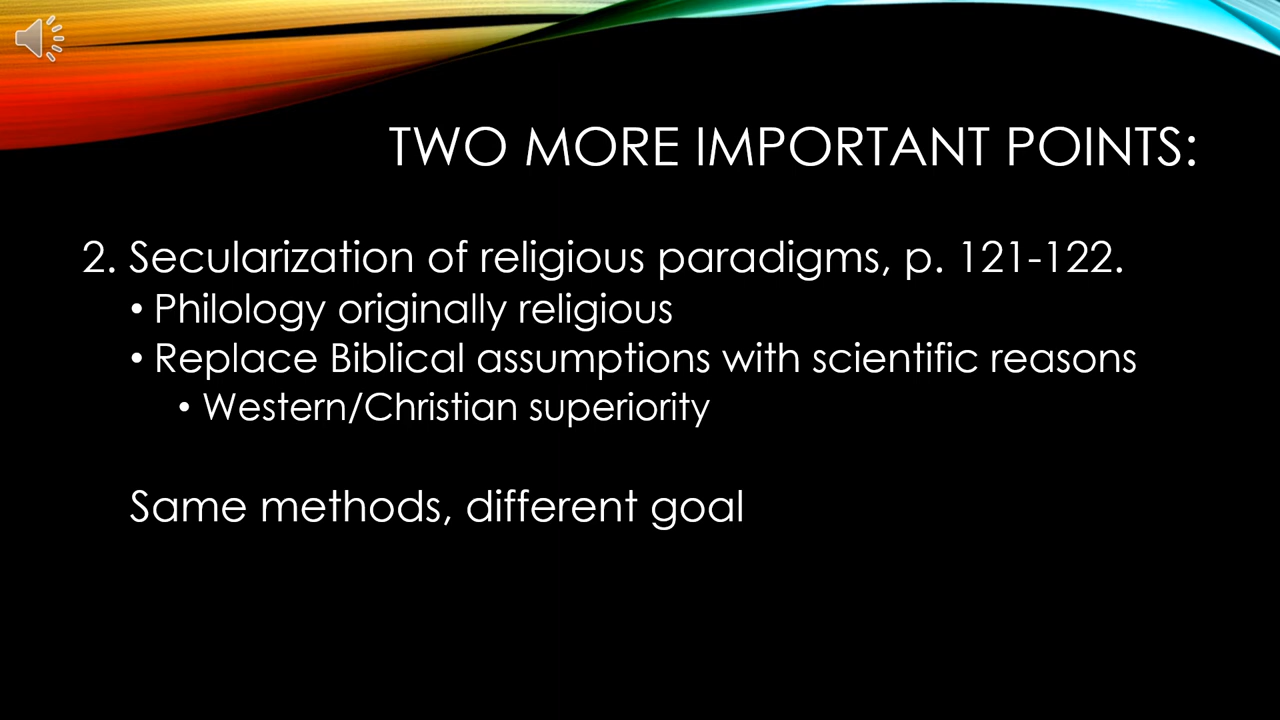 TWO MORE IMPORTANT POINTS:
2. Secularization of religious paradigms, p. 121-122.
• Philology originally religious
• Replace Biblical assumptions with scientific reasons
• Western/Christian superiority
Same methods, different goal